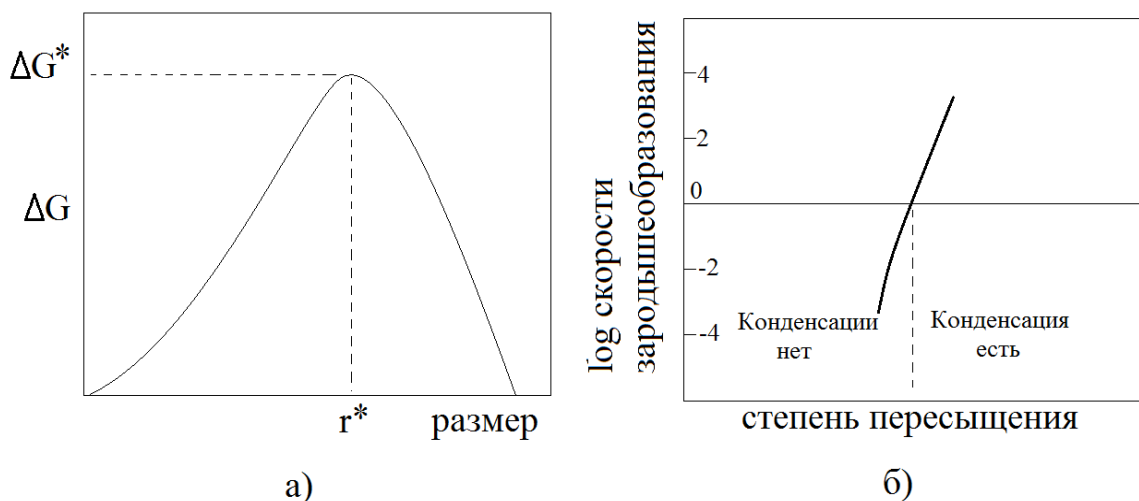 ΔG*
ΔG
r*
размер
а)
log скорости
зародышеобразования
4
2
0
-2
-4
Конденсации
нет
Конденсация
есть
степень пересыщения
б)